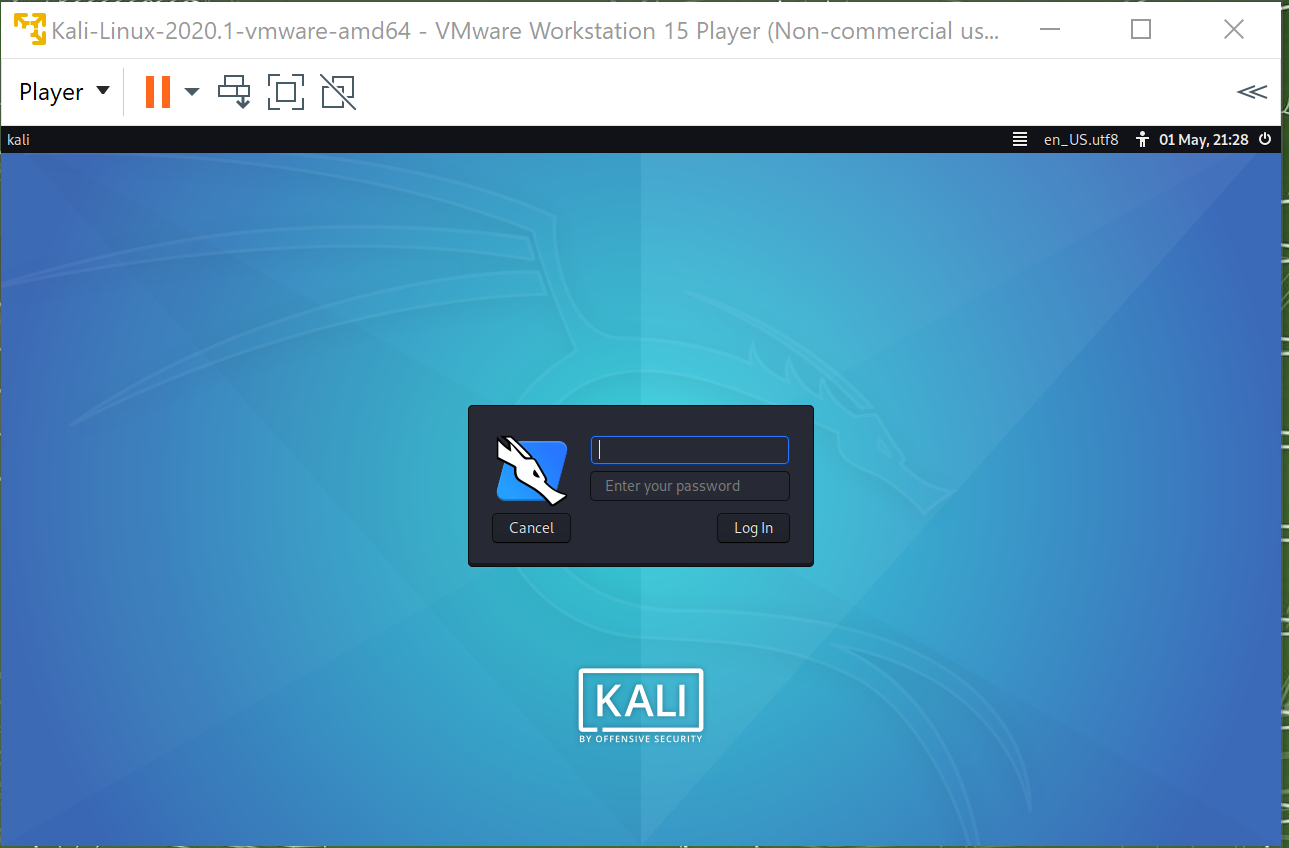 Kali-Linux-2020.1-vmware-amd64 - VMware Workstation 15 Player (Non-commercial us...
Player
kali en_US.utf8 01 May, 21:28
Enter your password
Cancel Log In
KALI
BY OFFENSIVE SECURITY